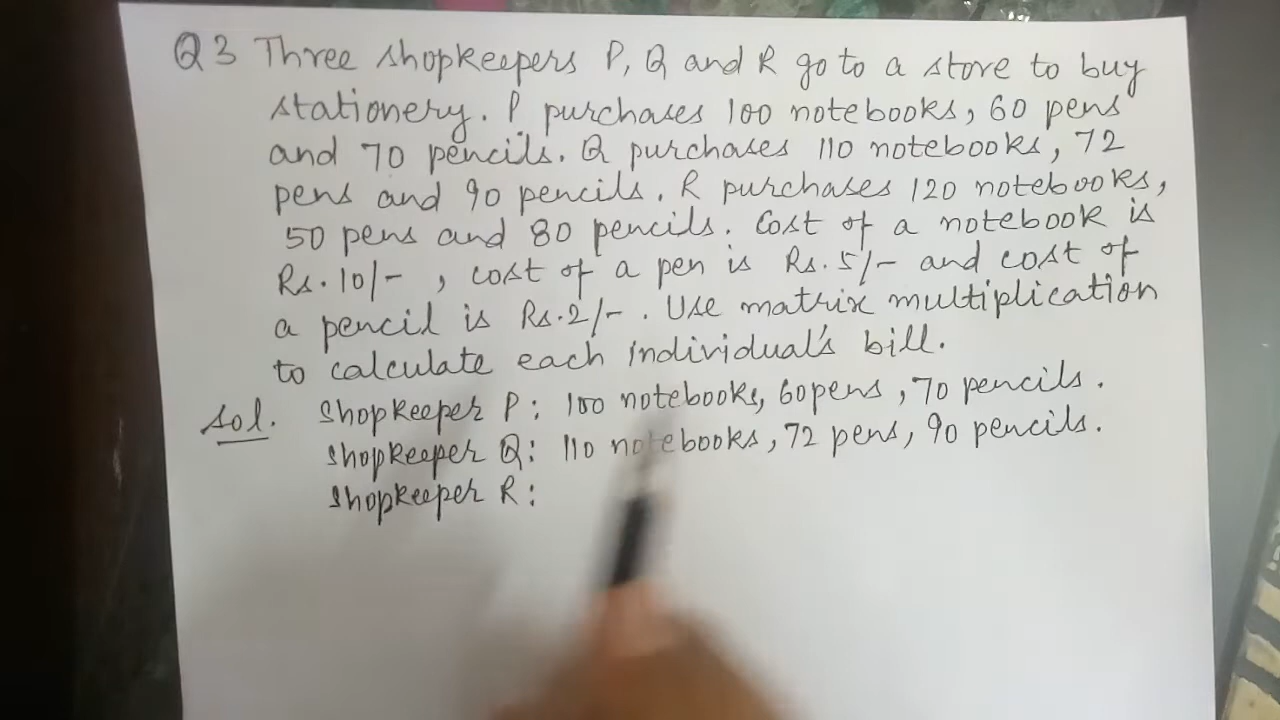 Q3 Three shopkeepers P, Q and R go to a store to buy
stationery. P purchases 100 notebooks, 60 pens
and 70 pencils. Q purchases 110 notebooks, 72
pens and 90 pencils. R purchases 120 notebooks,
50 pens and 80 pencils. Cost of a notebook is
Rs. 10/- , cost of a pen is Rs. 5/- and cost of
a pencil is Rs.2/- . Use matrix multiplication
to calculate each individual's bill.
Sol. Shopkeeper P: 100 notebooks, 60 pens, 70 pencils.
Shopkeeper Q: 110 notebooks, 72 pens, 90 pencils.
Shopkeeper R: